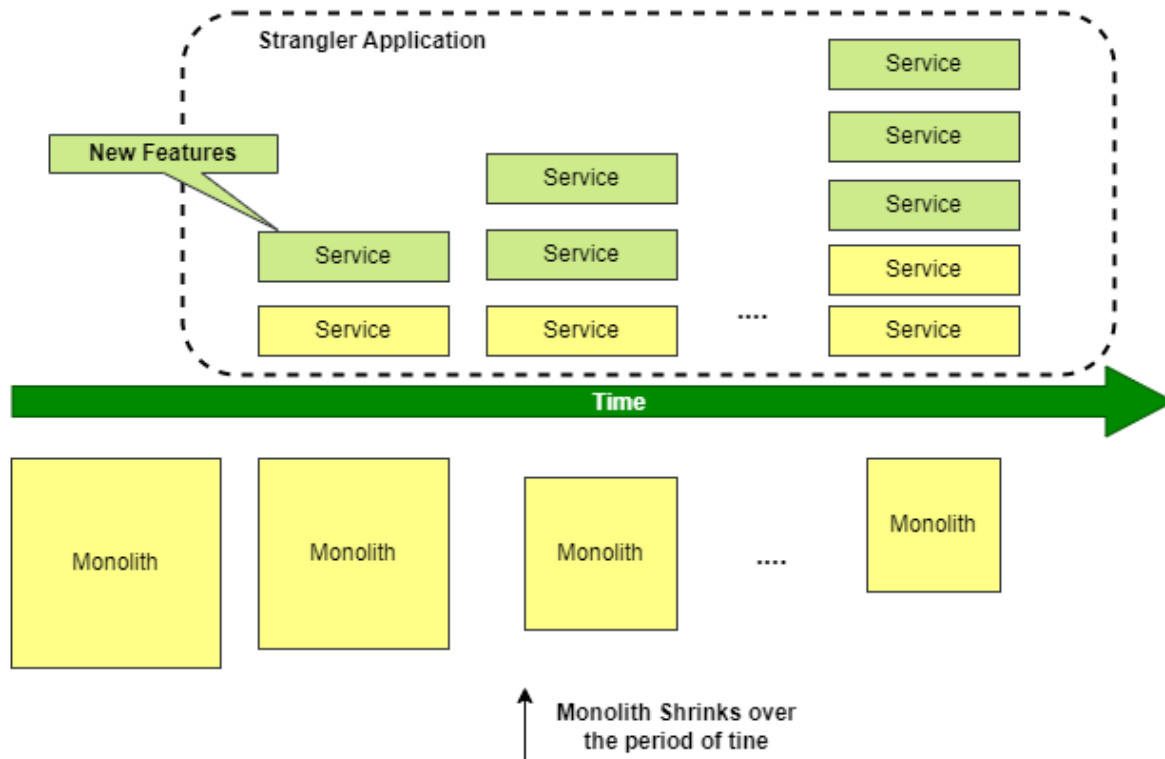 Strangler Application
Service
Service
New Features
Service
Service
Service
Service
Service
Service
Service
Service
....
Time
Monolith
Monolith
Monolith
....
Monolith
Monolith Shrinks over
the period of tine